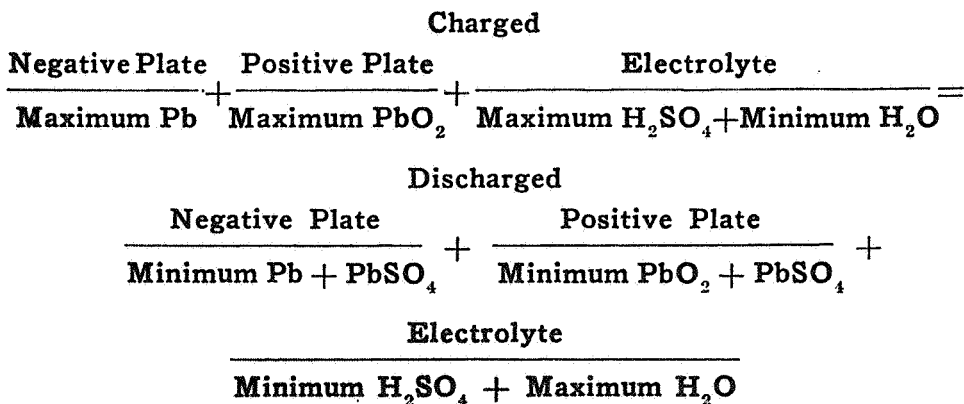 Charged
Negative Plate + Positive Plate + Electrolyte =
Maximum Pb Maximum PbO₂ Maximum H₂SO₄+Minimum H₂O
Discharged
Negative Plate + Positive Plate +
Minimum Pb + PbSO₄ Minimum PbO₂ + PbSO₄
Electrolyte
Minimum H₂SO₄ + Maximum H₂O